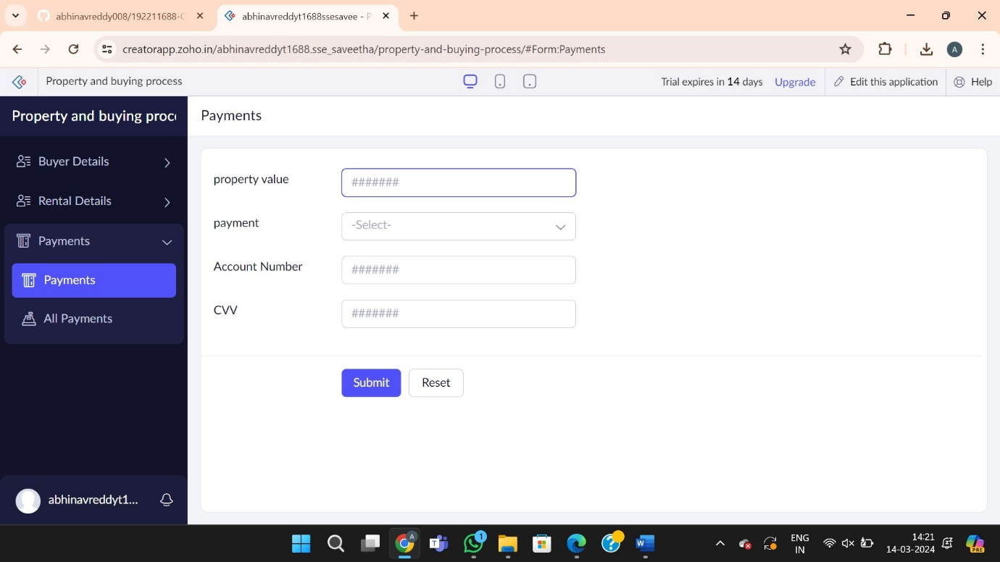 abhinavreddy008/192211688-C
abhinavreddyt1688ssesavee - P
creatorapp.zoho.in/abhinavreddyt1688.sse_saveetha/property-and-buying-process/#Form:Payments
A
Property and buying process
Trial expires in 14 days
Upgrade
Edit this application
Help
Property and buying proc
Payments
Buyer Details
Rental Details
Payments
Payments
All Payments
property value
#######
payment
-Select-
Account Number
#######
CVV
#######
Submit
Reset
abhinavreddyt1...
A
T
1
?
W
ENG
IN
14:21
14-03-2024
PRE